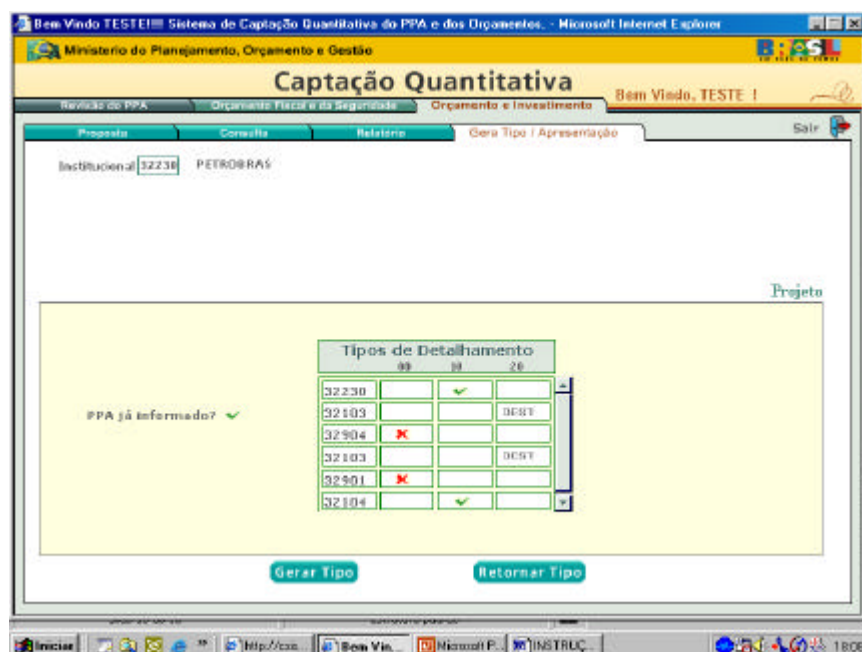 Bem Vindo TESTE!!! Sistema de Captação Quantitativa do PPA e dos Orçamentos. - Microsoft Internet Explorer
Ministerio do Planejamento, Orçamento e Gestão
BRASIL
Captação Quantitativa
Bem Vindo, TESTE !
Revisão do PPA Orçamento Fiscal e da Seguridade Orçamento e Investimento
Proposta Consulta Relatório Gera Tipo / Apresentação Sair
Institucional 32230 PETROBRAS
Projeto
Tipos de Detalhamento
00 10 20
32230
32103 DEST
PPA já informado?
32904
32103 DEST
32901
32104
Gerar Tipo Retornar Tipo
Iniciar » Bem Vin... Microsoft P... INSTRUÇ...